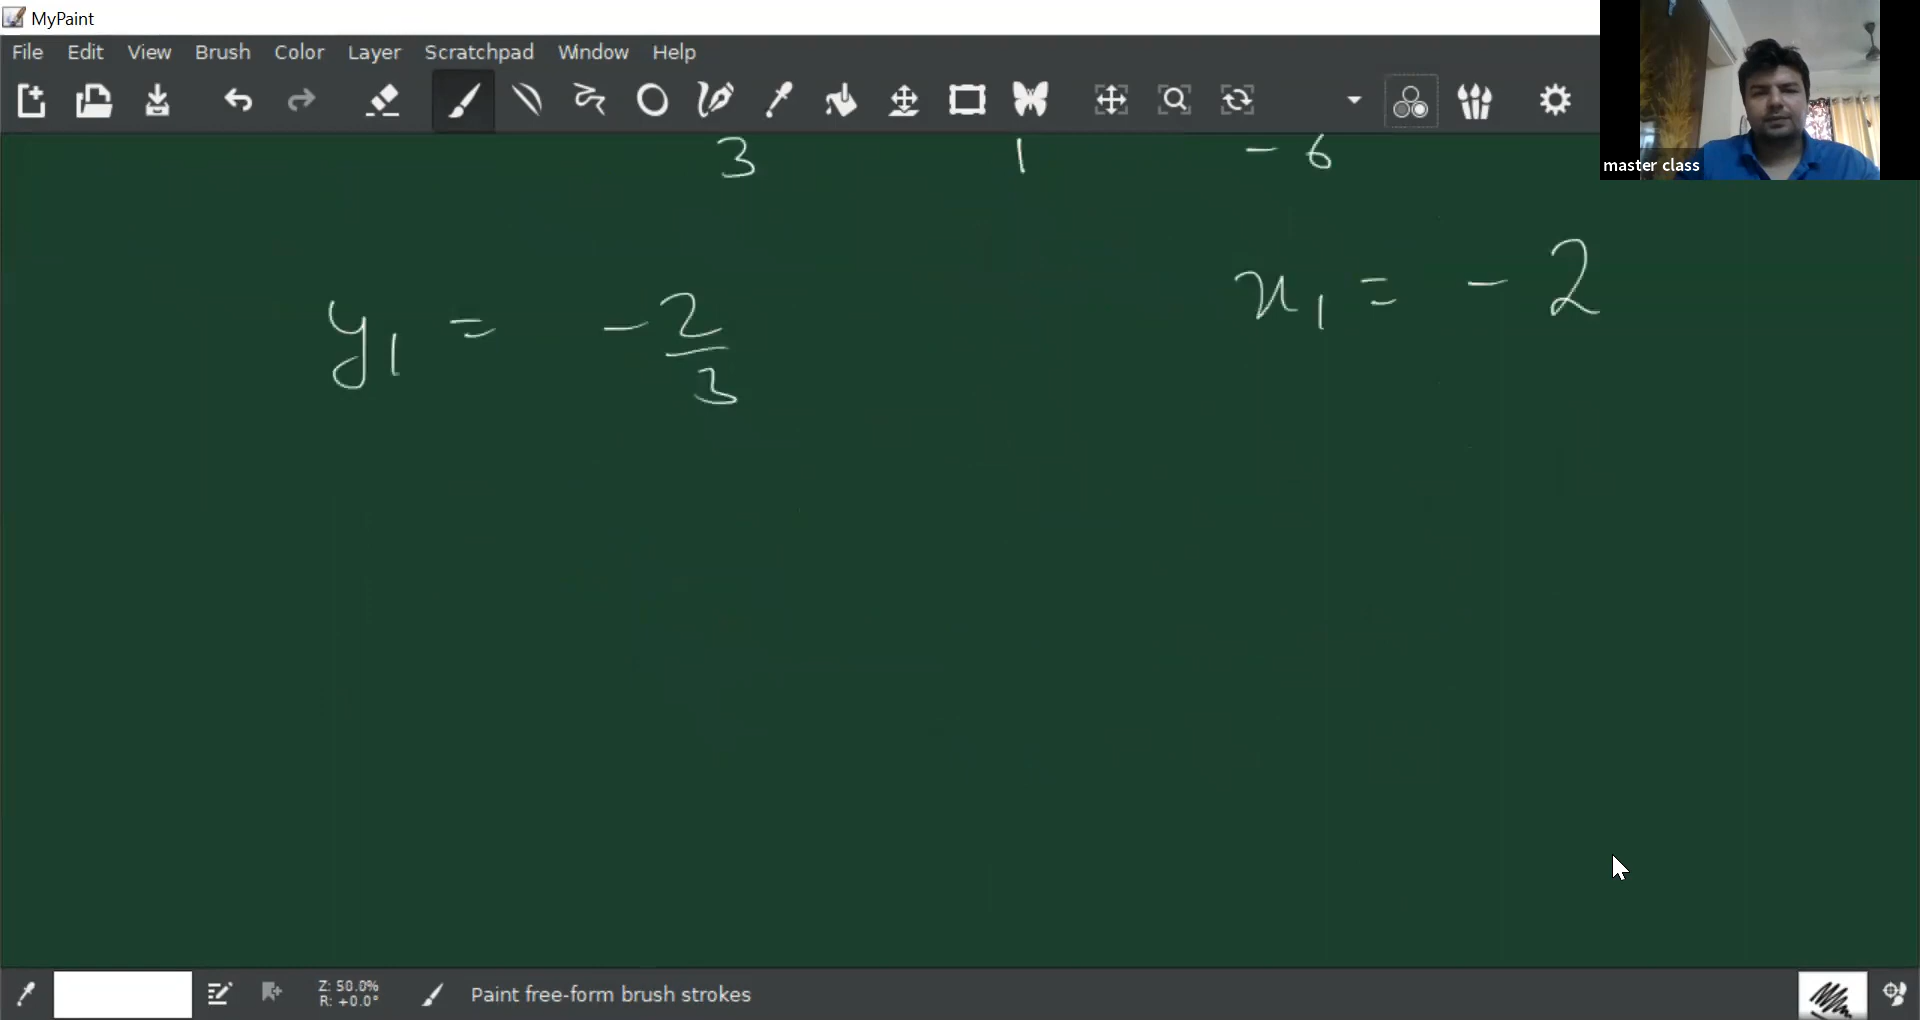 MyPaint
File Edit View Brush Color Layer Scratchpad Window Help
master class
3 1 - 6
y₁ = -2/3
x₁ = - 2
Z: 50.0%
R: +0.0°
Paint free-form brush strokes